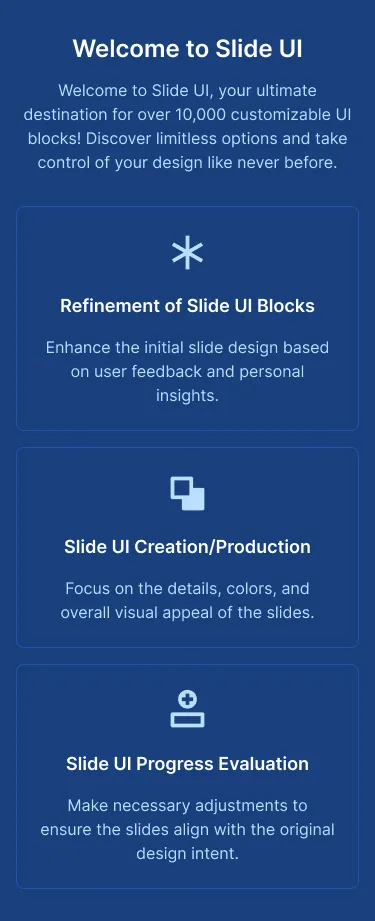 Welcome to Slide UI
Welcome to Slide UI, your ultimate
destination for over 10,000 customizable UI
blocks! Discover limitless options and take
control of your design like never before.
Refinement of Slide UI Blocks
Enhance the initial slide design based
on user feedback and personal
insights.
Slide UI Creation/Production
Focus on the details, colors, and
overall visual appeal of the slides.
Slide UI Progress Evaluation
Make necessary adjustments to
ensure the slides align with the original
design intent.